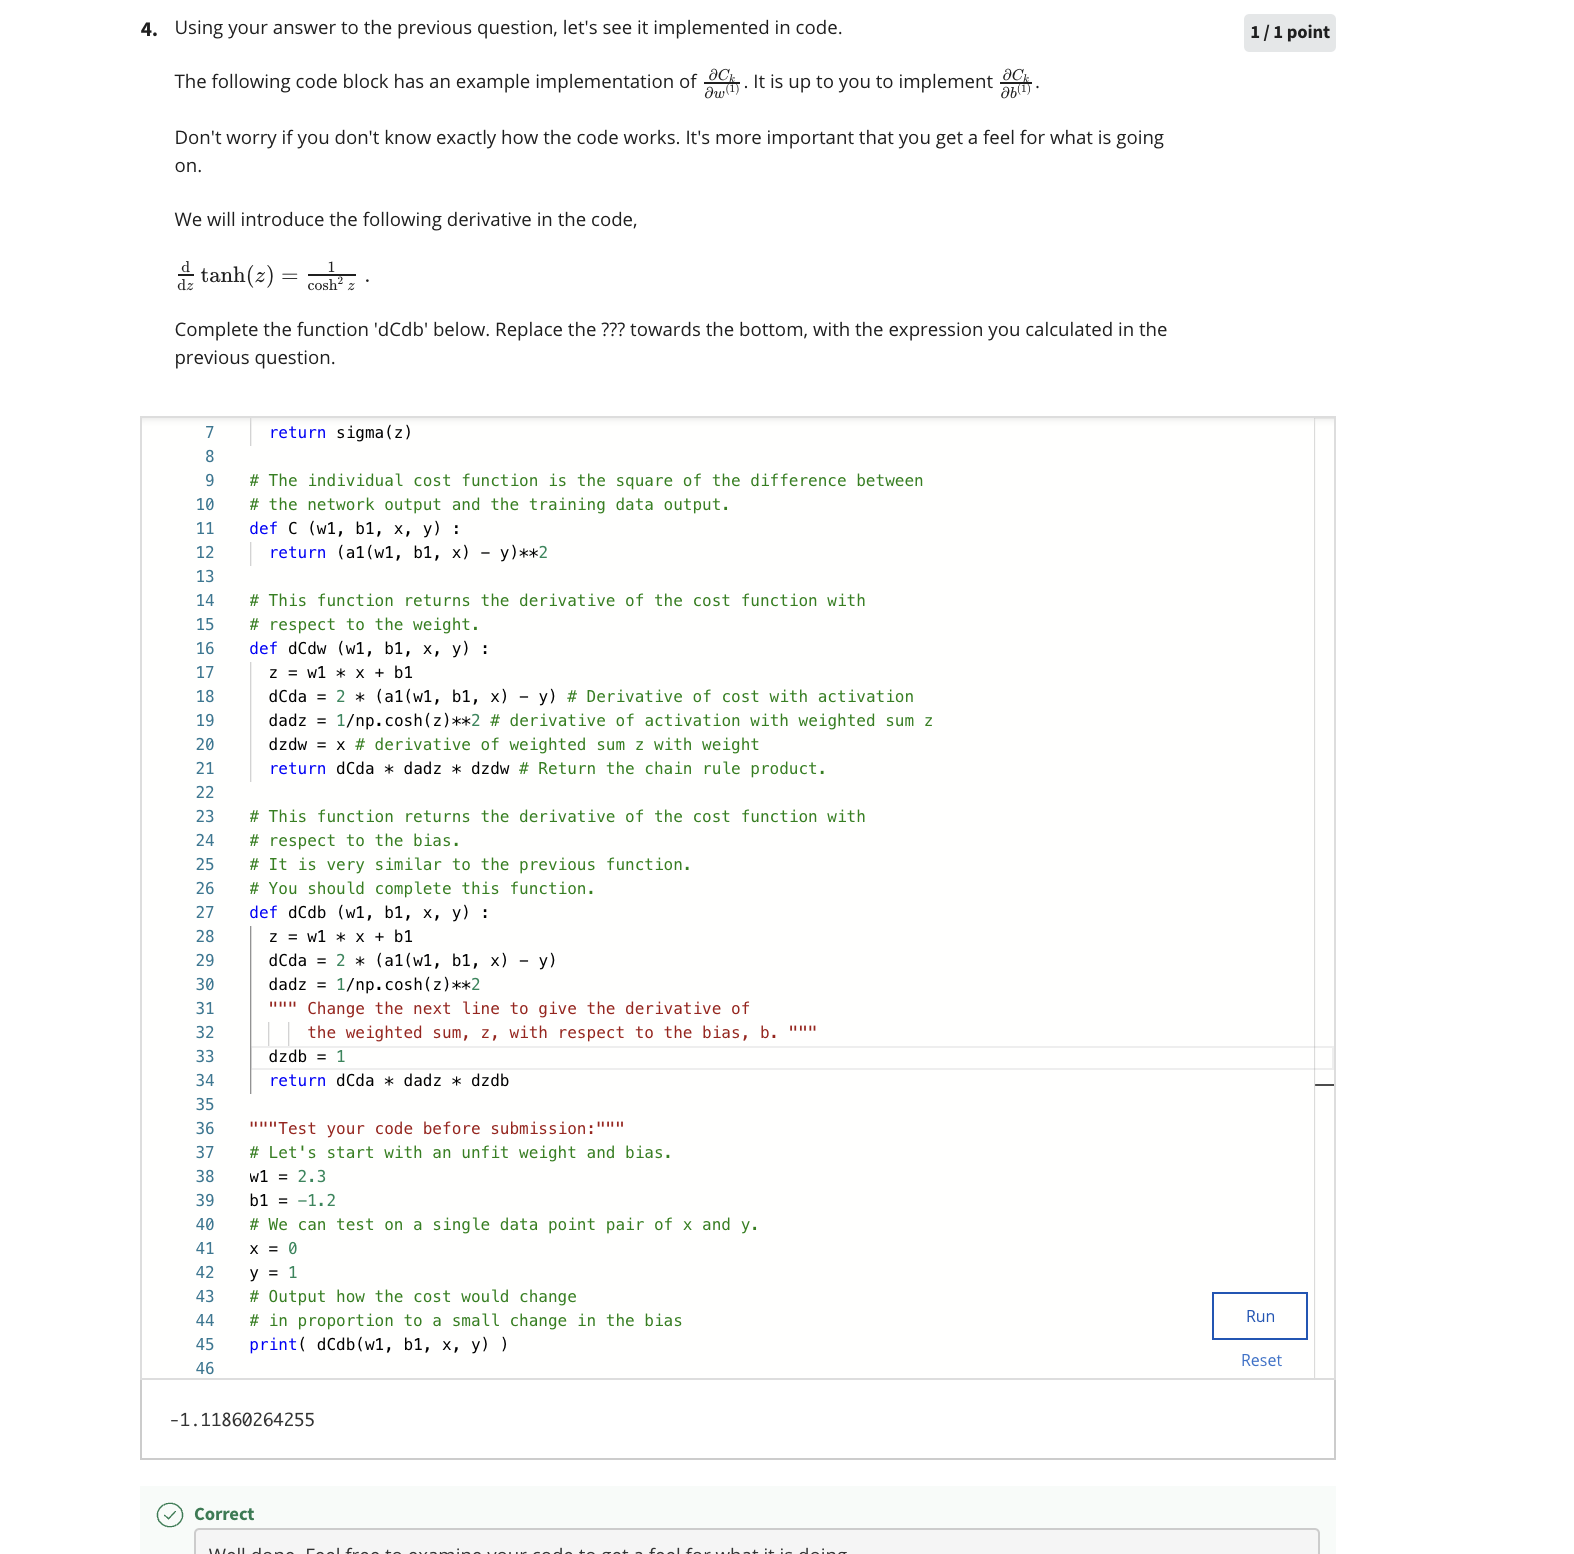 4. Using your answer to the previous question, let's see it implemented in code.
1 / 1 point
The following code block has an example implementation of ∂C_k/∂w^(1). It is up to you to implement ∂C_k/∂b^(1).
Don't worry if you don't know exactly how the code works. It's more important that you get a feel for what is going
on.
We will introduce the following derivative in the code,
d/dz tanh(z) = 1/cosh² z .
Complete the function 'dCdb' below. Replace the ??? towards the bottom, with the expression you calculated in the
previous question.
7 return sigma(z)
8
9 # The individual cost function is the square of the difference between
10 # the network output and the training data output.
11 def C (w1, b1, x, y) :
12 return (a1(w1, b1, x) - y)**2
13
14 # This function returns the derivative of the cost function with
15 # respect to the weight.
16 def dCdw (w1, b1, x, y) :
17 z = w1 * x + b1
18 dCda = 2 * (a1(w1, b1, x) - y) # Derivative of cost with activation
19 dadz = 1/np.cosh(z)**2 # derivative of activation with weighted sum z
20 dzdw = x # derivative of weighted sum z with weight
21 return dCda * dadz * dzdw # Return the chain rule product.
22
23 # This function returns the derivative of the cost function with
24 # respect to the bias.
25 # It is very similar to the previous function.
26 # You should complete this function.
27 def dCdb (w1, b1, x, y) :
28 z = w1 * x + b1
29 dCda = 2 * (a1(w1, b1, x) - y)
30 dadz = 1/np.cosh(z)**2
31 """ Change the next line to give the derivative of
32 the weighted sum, z, with respect to the bias, b. """
33 dzdb = 1
34 return dCda * dadz * dzdb
35
36 """Test your code before submission:"""
37 # Let's start with an unfit weight and bias.
38 w1 = 2.3
39 b1 = -1.2
40 # We can test on a single data point pair of x and y.
41 x = 0
42 y = 1
43 # Output how the cost would change
44 # in proportion to a small change in the bias
45 print( dCdb(w1, b1, x, y) )
46
Run
Reset
-1.11860264255
Correct
Well done. Feel free to examine your code to get a feel for what it is doing.